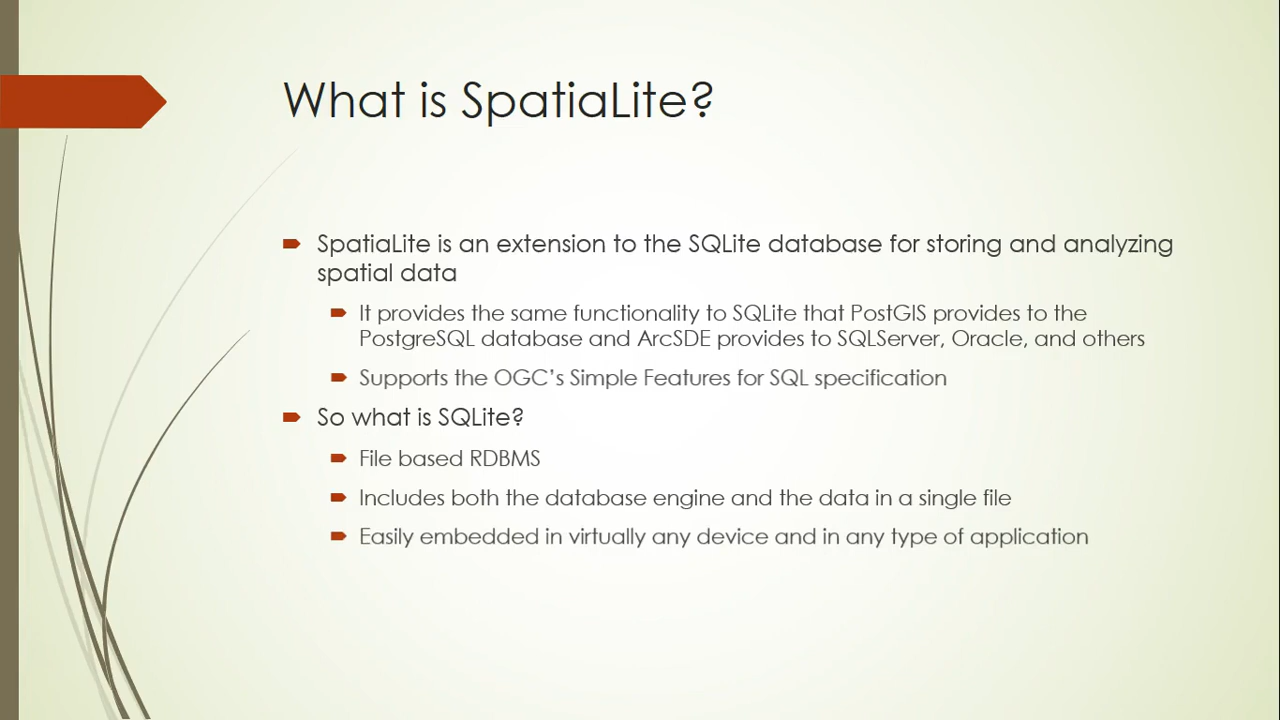 What is SpatiaLite?
SpatiaLite is an extension to the SQLite database for storing and analyzing
spatial data
It provides the same functionality to SQLite that PostGIS provides to the
PostgreSQL database and ArcSDE provides to SQLServer, Oracle, and others
Supports the OGC’s Simple Features for SQL specification
So what is SQLite?
File based RDBMS
Includes both the database engine and the data in a single file
Easily embedded in virtually any device and in any type of application